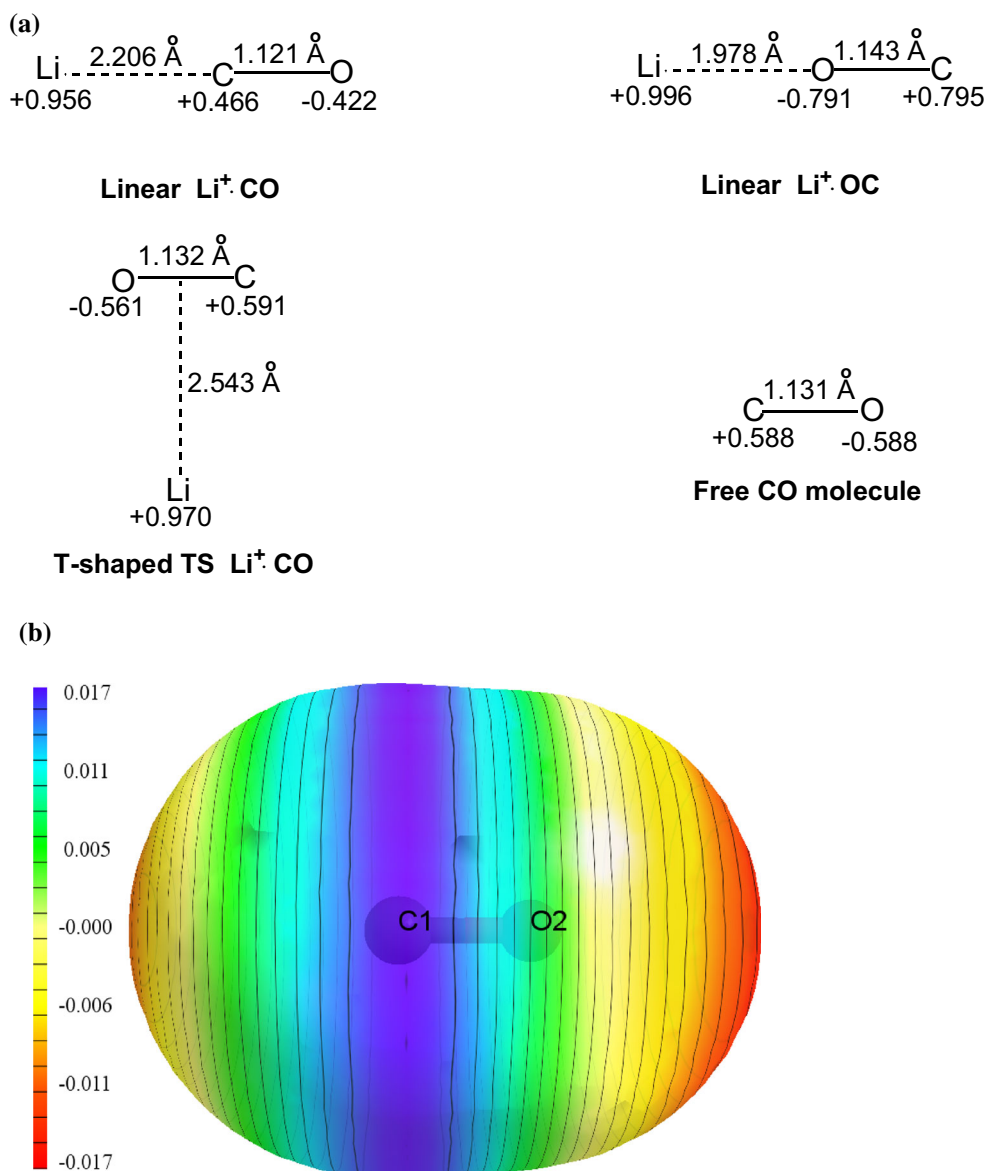 (a)
Li 2.206 Å C 1.121 Å O
+0.956 +0.466 -0.422
Linear Li⁺·CO
Li 1.978 Å O 1.143 Å C
+0.996 -0.791 +0.795
Linear Li⁺·OC
1.132 Å
O C
-0.561 +0.591
2.543 Å
Li
+0.970
T-shaped TS Li⁺·CO
1.131 Å
C O
+0.588 -0.588
Free CO molecule
(b)
0.017
0.011
0.005
-0.000
-0.006
-0.011
-0.017
C1 O2